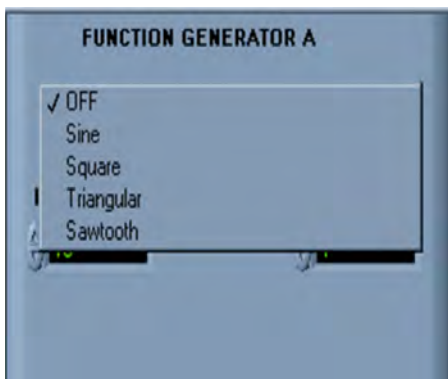 FUNCTION GENERATOR A
✓ OFF
Sine
Square
Triangular
Sawtooth